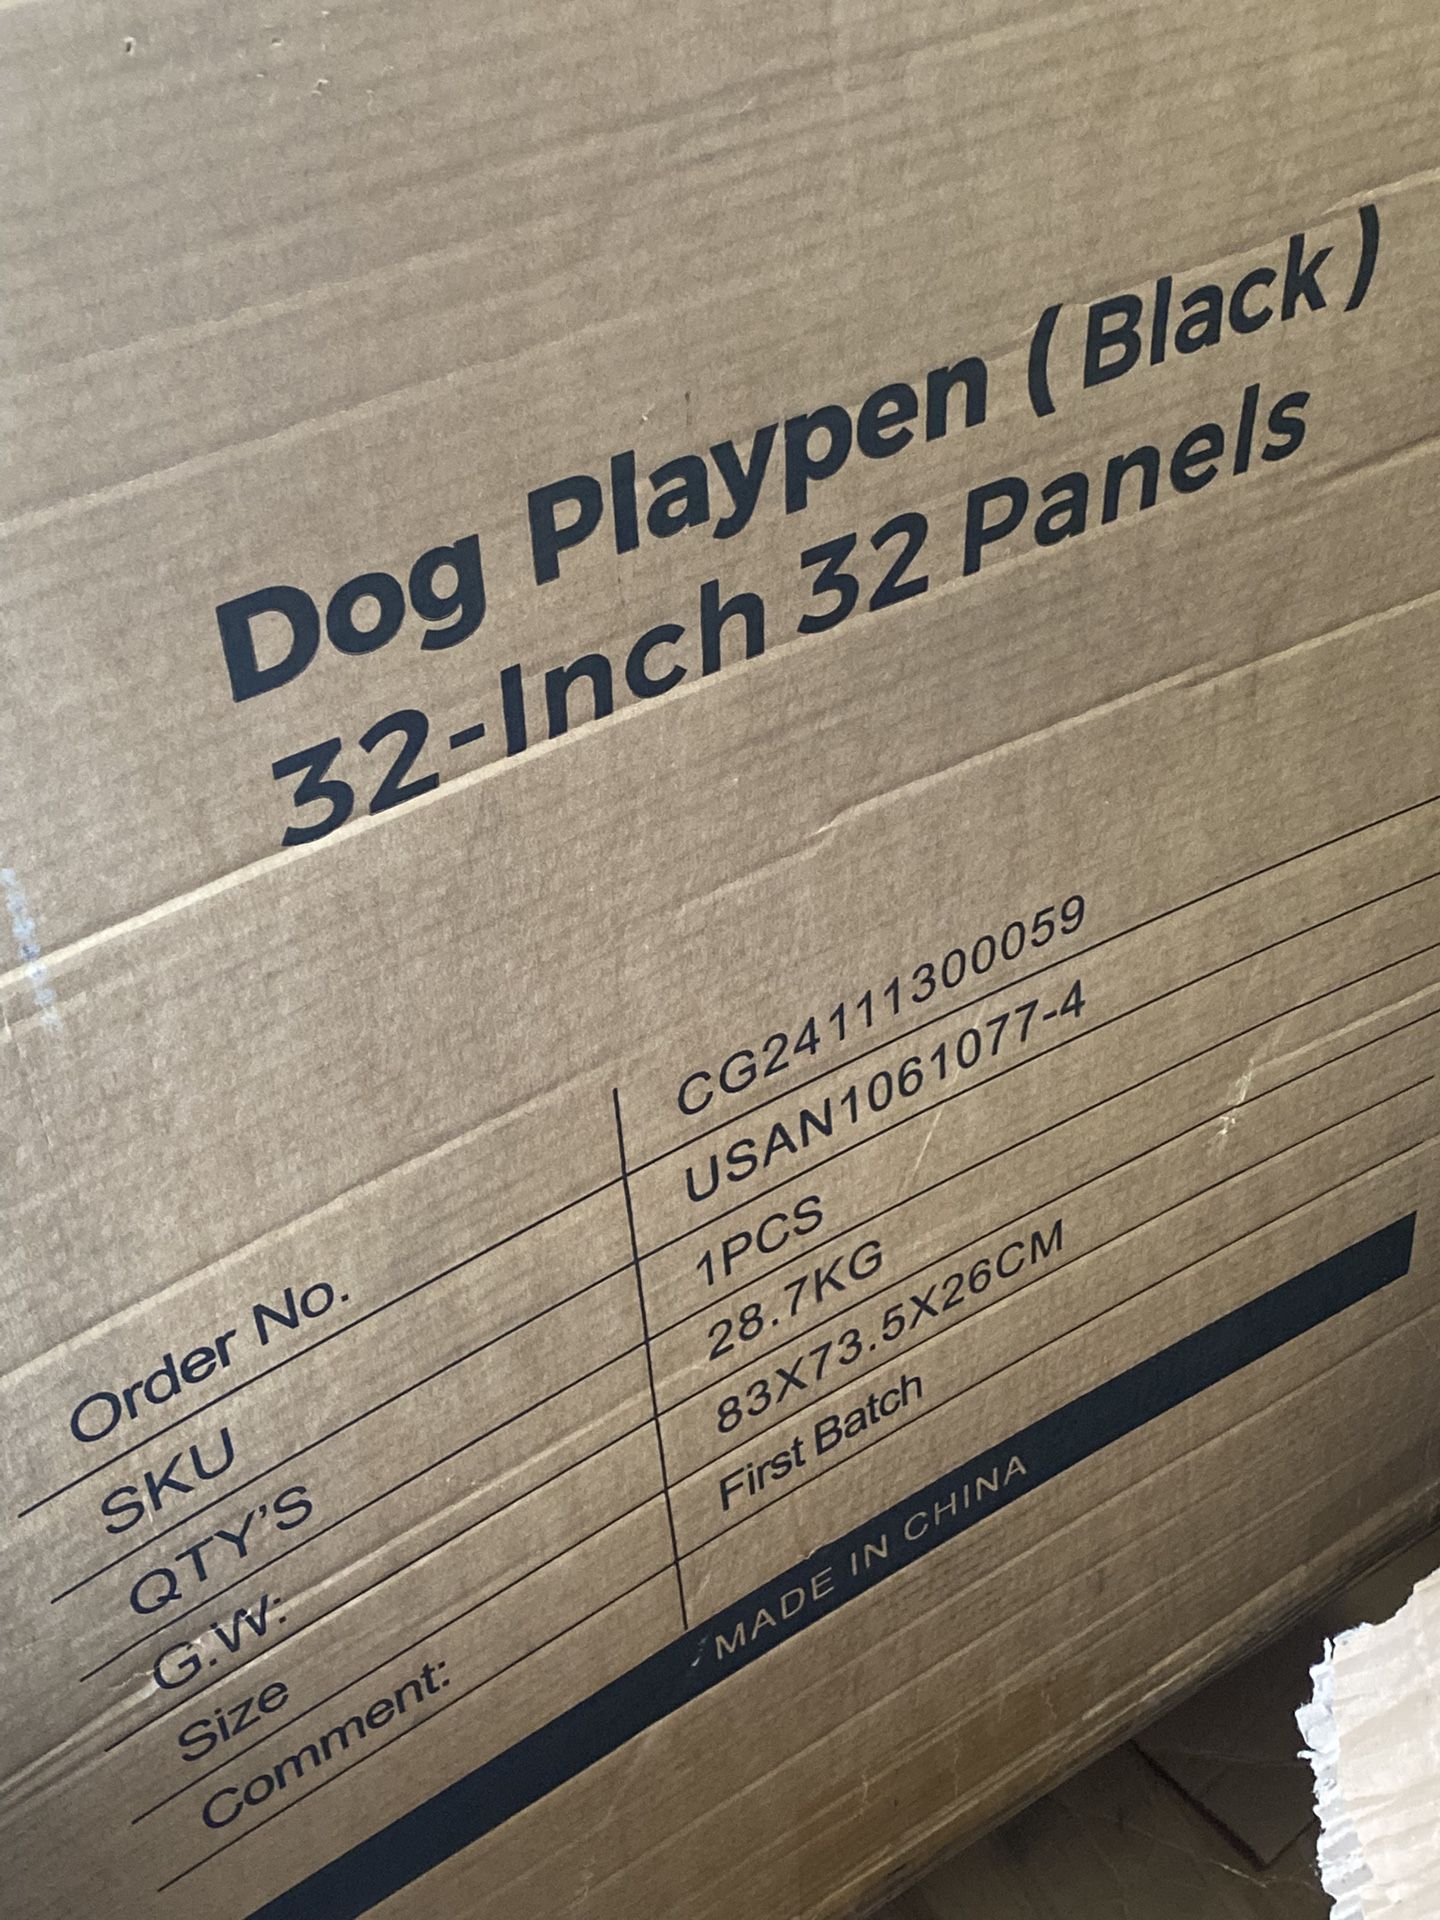 Dog Playpen (Black)
32-Inch 32 Panels
Order No. CG24111300059
SKU USAN1061077-4
QTY'S 1PCS
G.W: 28.7KG
Size 83X73.5X26CM
Comment: First Batch
MADE IN CHINA